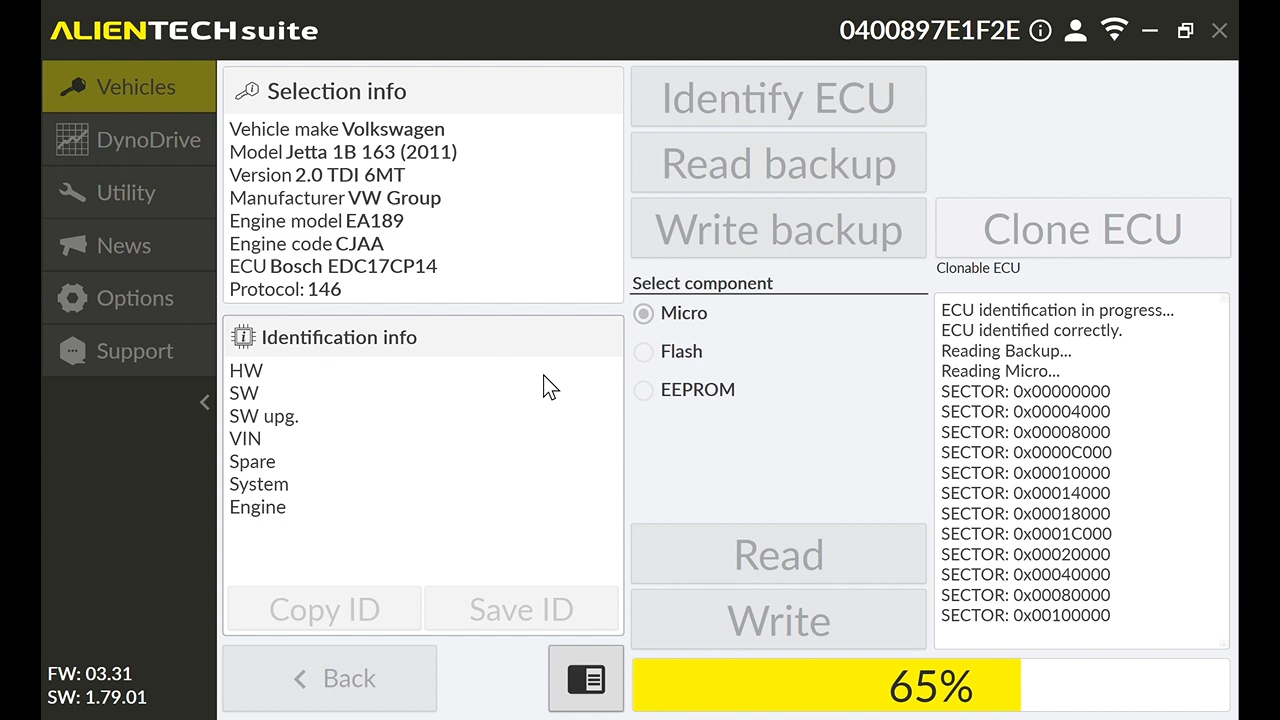 ALIENTECH suite
0400897E1F2E
Vehicles
DynoDrive
Utility
News
Options
Support
FW: 03.31
SW: 1.79.01
Selection info
Vehicle make Volkswagen
Model Jetta 1B 163 (2011)
Version 2.0 TDI 6MT
Manufacturer VW Group
Engine model EA189
Engine code CJAA
ECU Bosch EDC17CP14
Protocol: 146
Identification info
HW
SW
SW upg.
VIN
Spare
System
Engine
Copy ID
Save ID
Back
Identify ECU
Read backup
Write backup
Select component
Micro
Flash
EEPROM
Read
Write
Clone ECU
Clonable ECU
ECU identification in progress...
ECU identified correctly.
Reading Backup...
Reading Micro...
SECTOR: 0x00000000
SECTOR: 0x00004000
SECTOR: 0x00008000
SECTOR: 0x0000C000
SECTOR: 0x00010000
SECTOR: 0x00014000
SECTOR: 0x00018000
SECTOR: 0x0001C000
SECTOR: 0x00020000
SECTOR: 0x00040000
SECTOR: 0x00080000
SECTOR: 0x00100000
65%